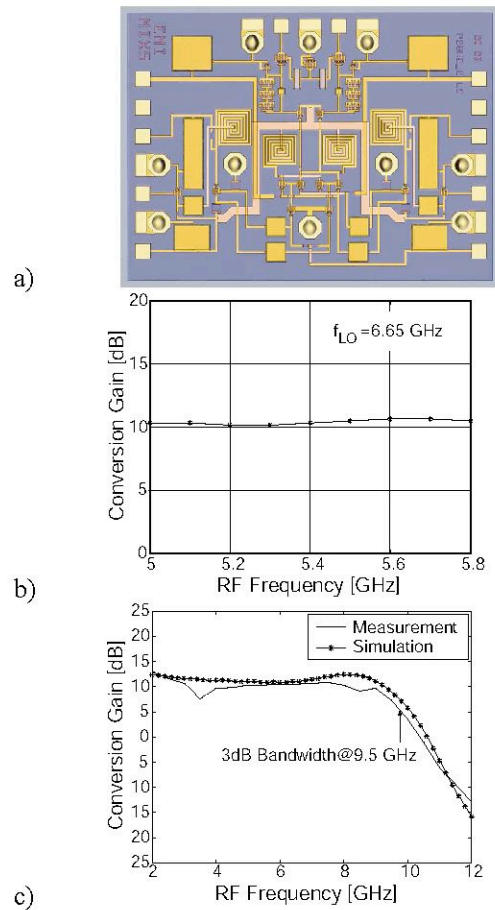 ENI
MIX5
a)
20
15
10
5
0
Conversion Gain [dB]
f_LO =6.65 GHz
5 5.2 5.4 5.6 5.8
RF Frequency [GHz]
b)
25
20
15
10
5
0
5
10
15
20
25
Conversion Gain [dB]
Measurement
Simulation
3dB Bandwidth@9.5 GHz
2 4 6 8 10 12
RF Frequency [GHz]
c)